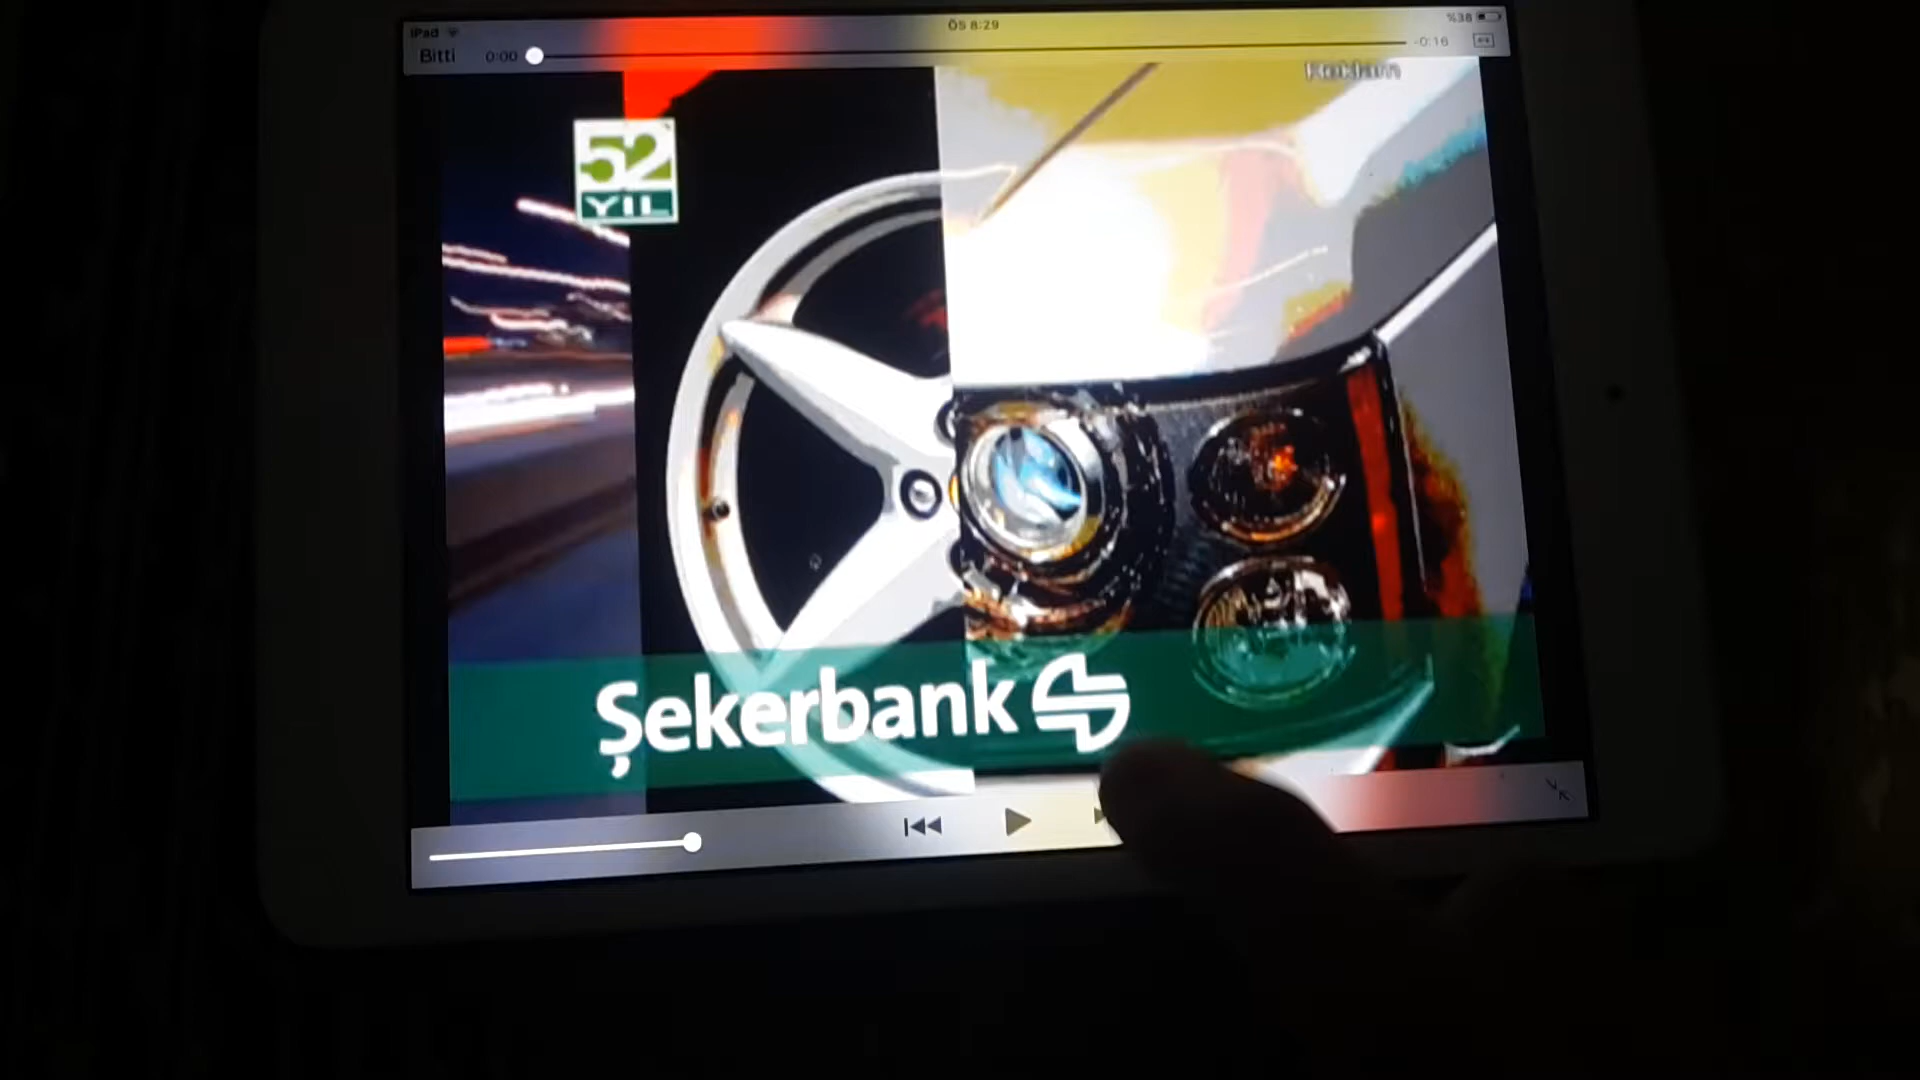 iPad
ÖS 8:29
%38
Bitti
0:00
-0:16
Reklam
52
YIL
Şekerbank